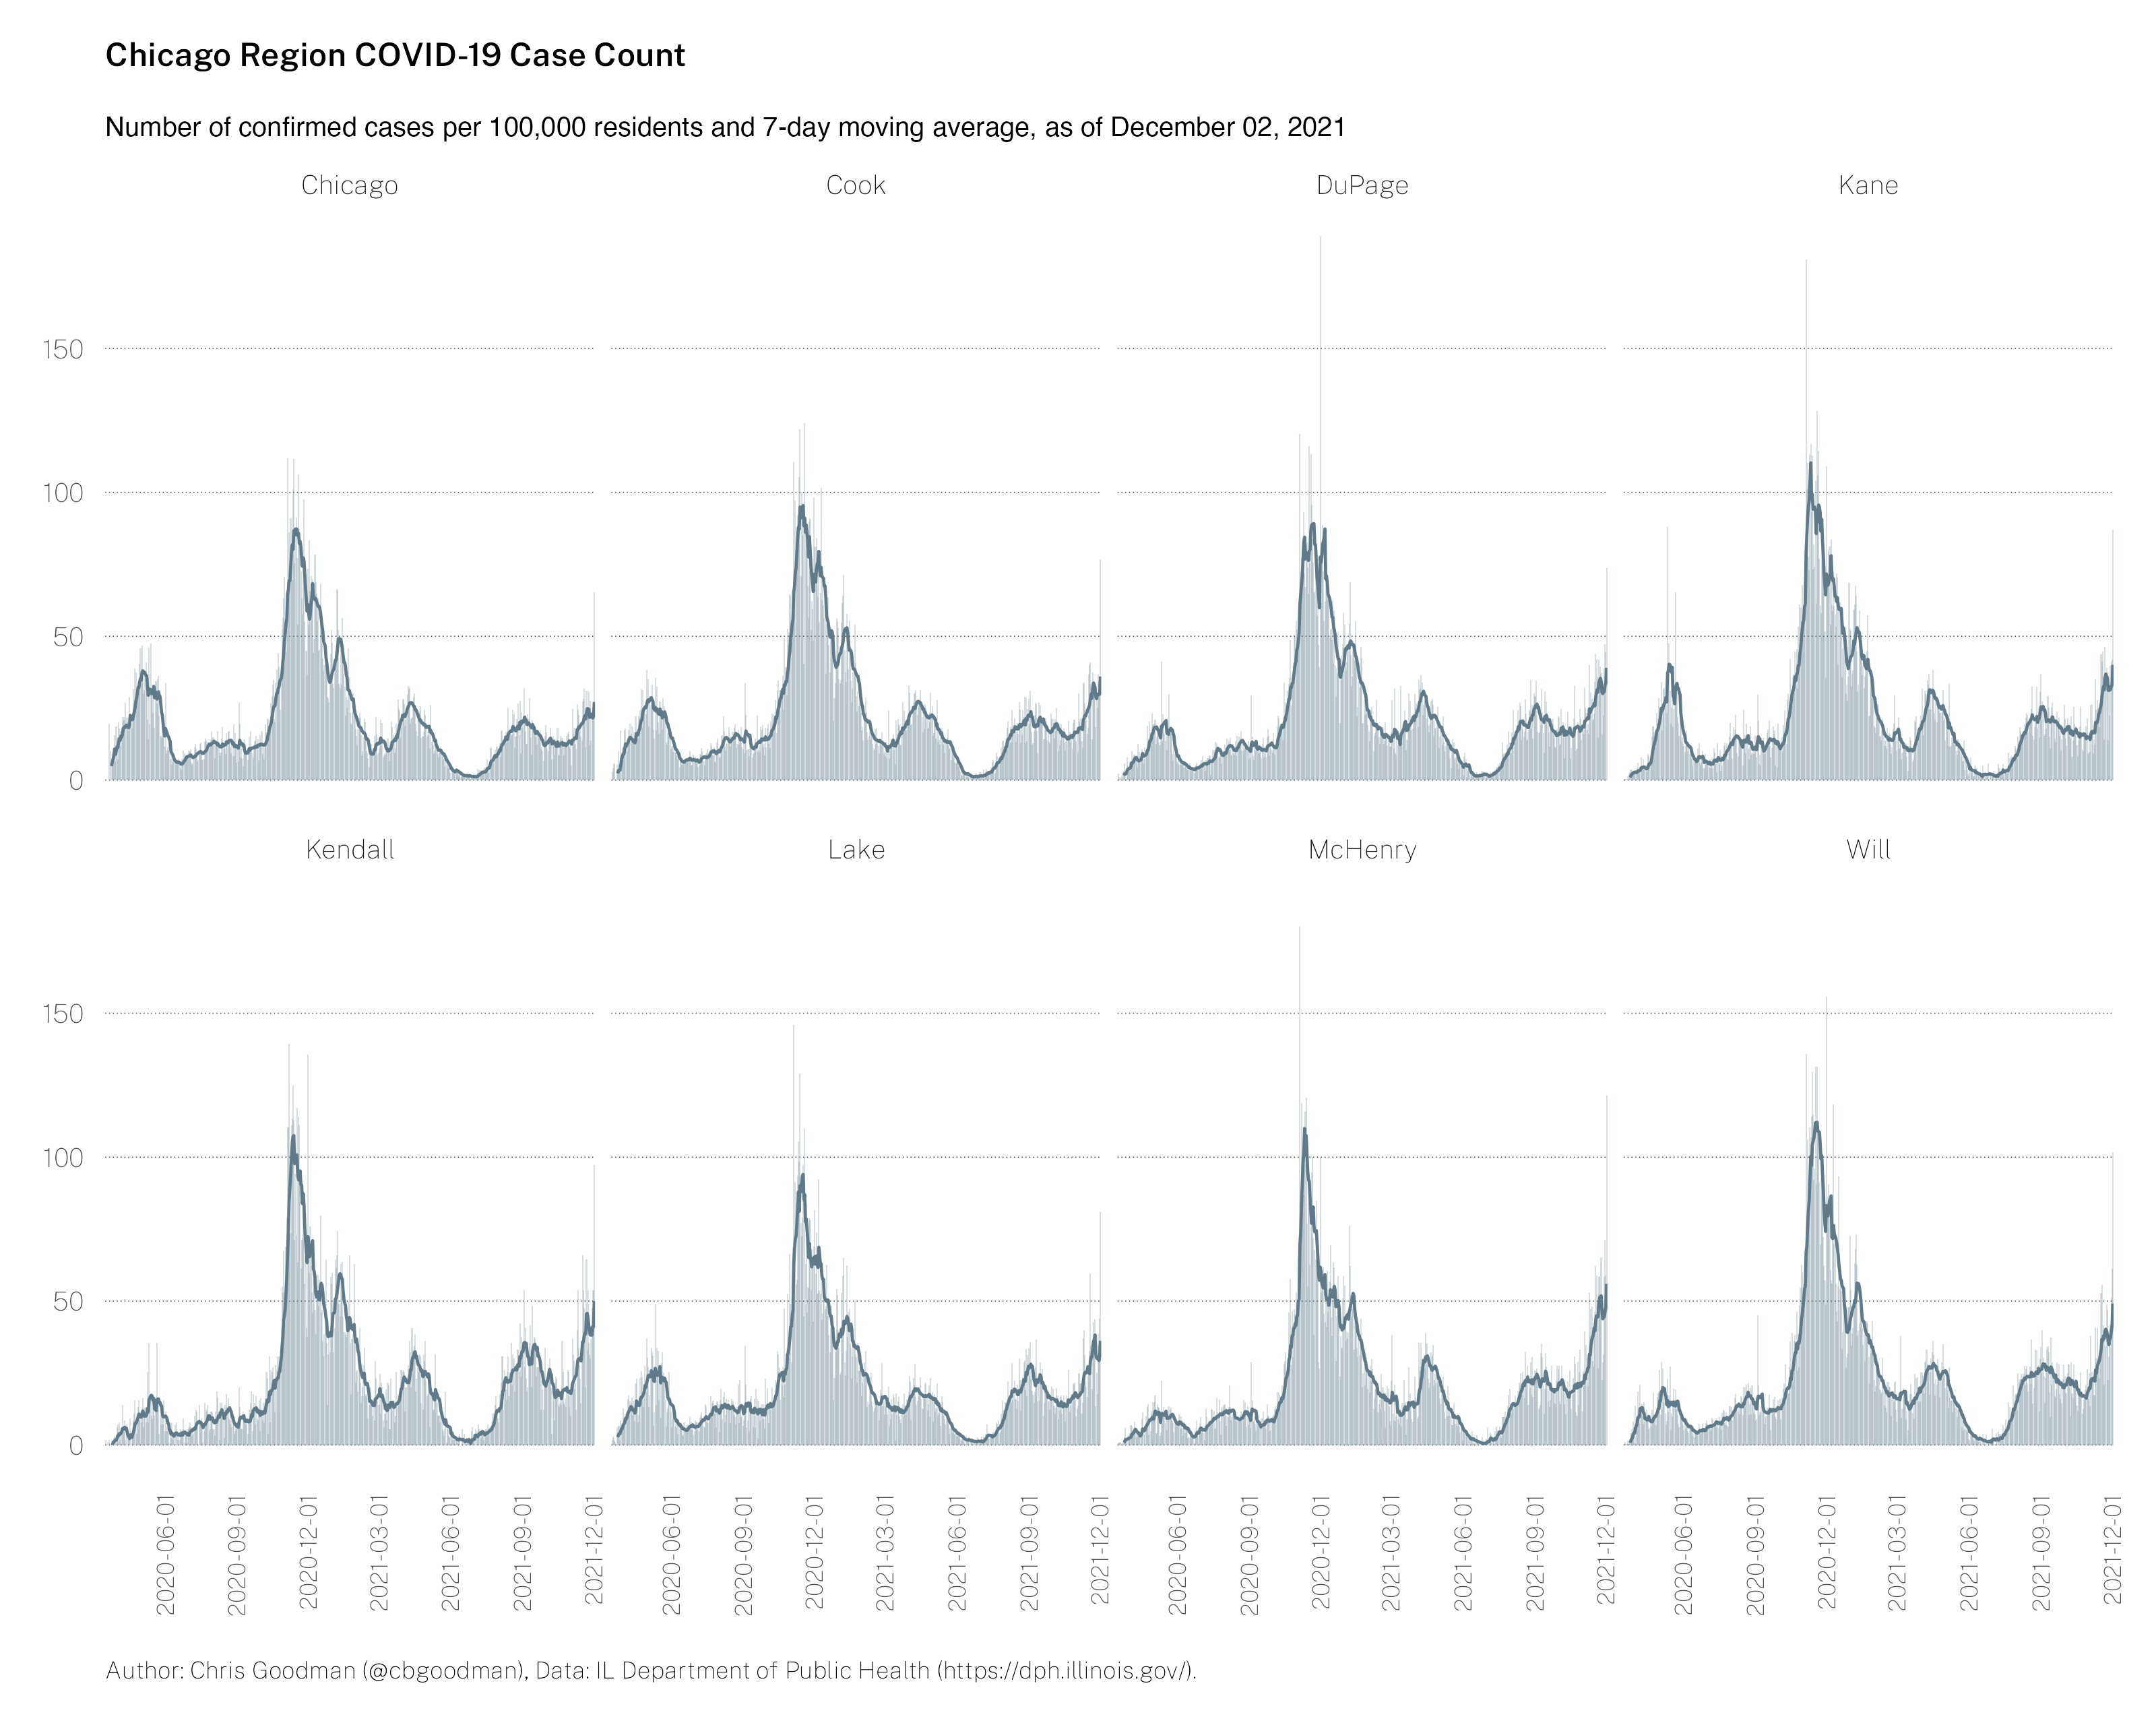 Chicago Region COVID-19 Case Count
Number of confirmed cases per 100,000 residents and 7-day moving average, as of December 02, 2021
Chicago Cook DuPage Kane
150
100
50
0
Kendall Lake McHenry Will
150
100
50
0
2020-06-01 2020-09-01 2020-12-01 2021-03-01 2021-06-01 2021-09-01 2021-12-01 2020-06-01 2020-09-01 2020-12-01 2021-03-01 2021-06-01 2021-09-01 2021-12-01 2020-06-01 2020-09-01 2020-12-01 2021-03-01 2021-06-01 2021-09-01 2021-12-01 2020-06-01 2020-09-01 2020-12-01 2021-03-01 2021-06-01 2021-09-01 2021-12-01
Author: Chris Goodman (@cbgoodman), Data: IL Department of Public Health (https://dph.illinois.gov/).